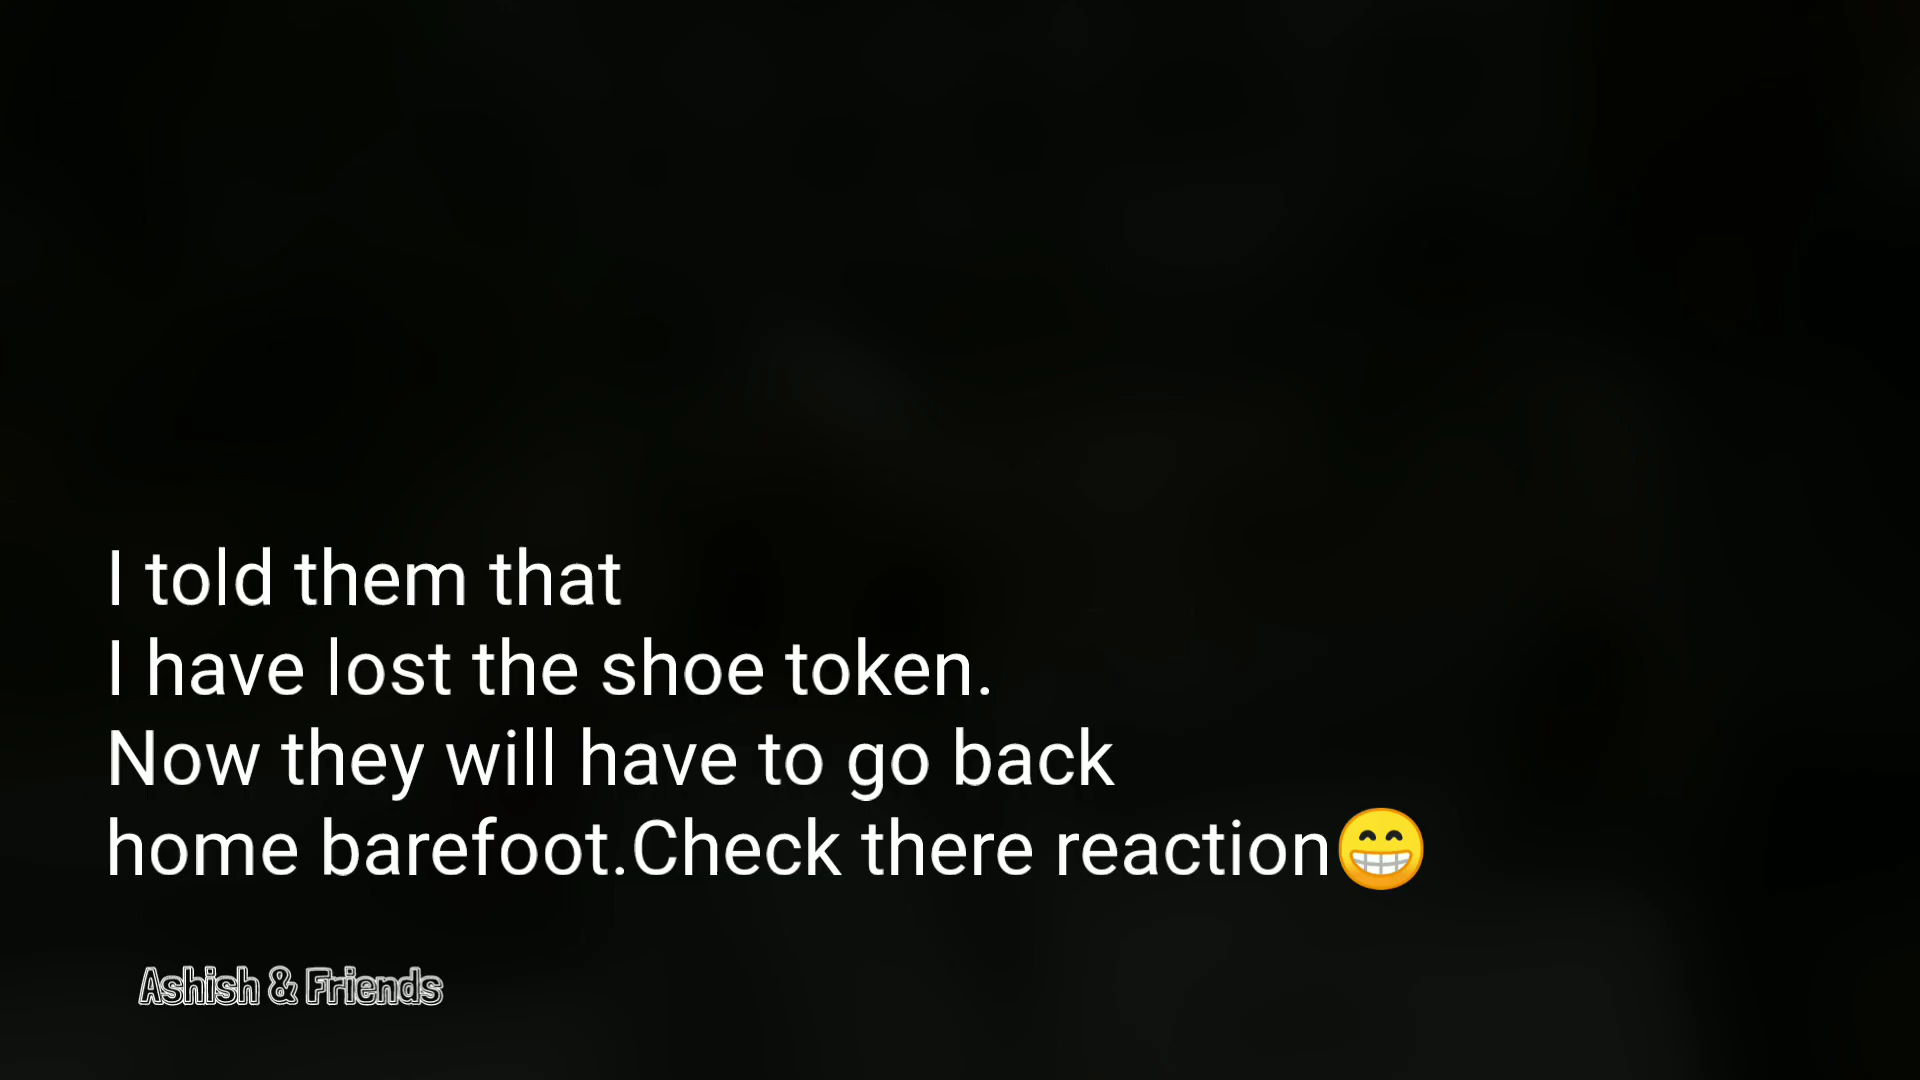 I told them that
I have lost the shoe token.
Now they will have to go back
home barefoot.Check there reaction😁
Ashish & Friends